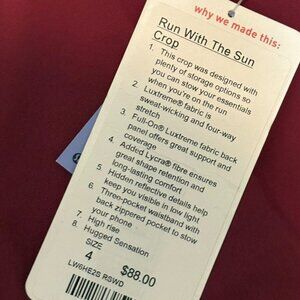 why we made this:
Run With The Sun
Crop
1. This crop was designed with
plenty of storage options so
you can stow your essentials
when you're on the run
2. Luxtreme® fabric is
sweat-wicking and four-way
stretch
3. Full-On® Luxtreme fabric back
panel offers great support and
coverage
4. Added Lycra® fibre ensures
great shape retention and
long-lasting comfort
5. Hidden reflective details help
keep you visible in low light
6. Three-pocket waistband with
back zippered pocket to stow
your phone
7. High rise
8. Hugged Sensation
SIZE
4
$88.00
LW6HE2S RSWD